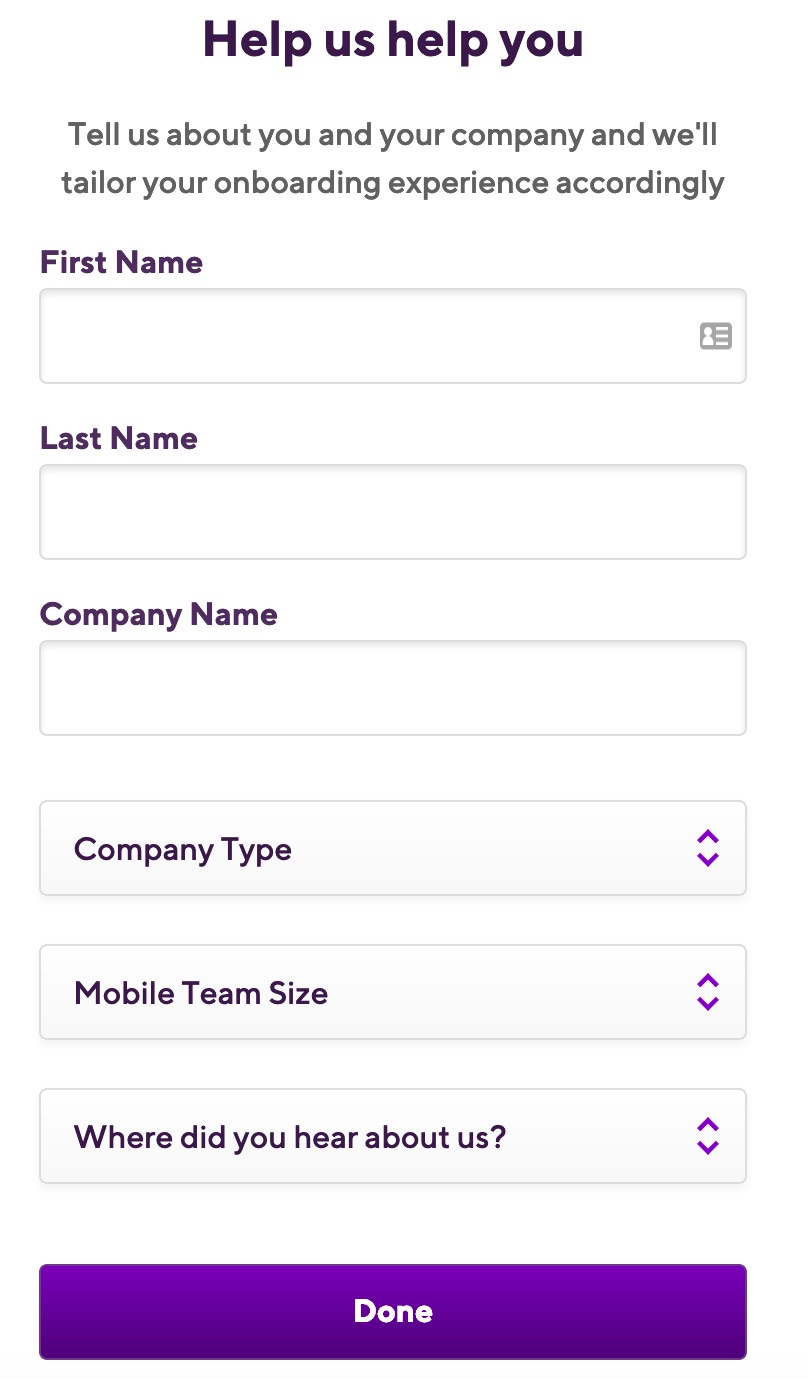 Help us help you
Tell us about you and your company and we'll
tailor your onboarding experience accordingly
First Name
Last Name
Company Name
Company Type
Mobile Team Size
Where did you hear about us?
Done